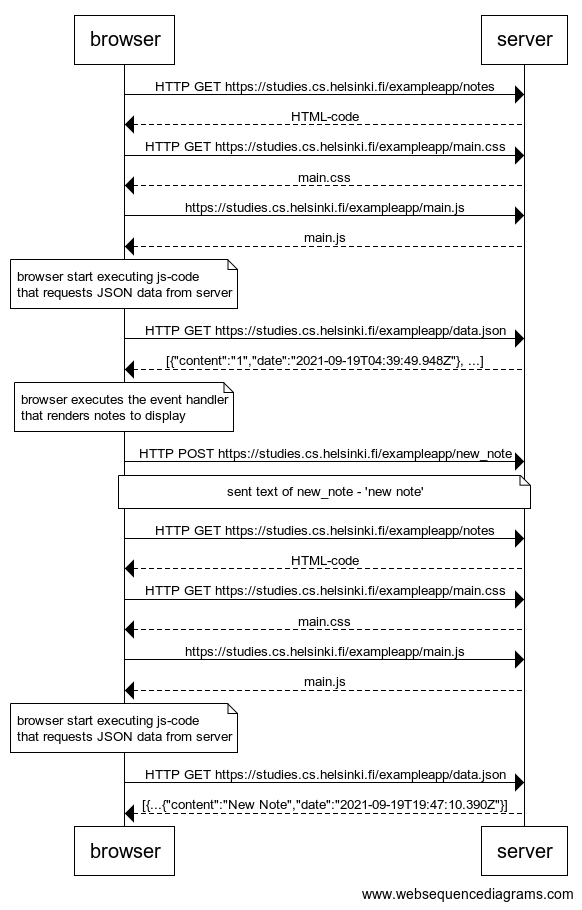 browser
server
HTTP GET https://studies.cs.helsinki.fi/exampleapp/notes
HTML-code
HTTP GET https://studies.cs.helsinki.fi/exampleapp/main.css
main.css
https://studies.cs.helsinki.fi/exampleapp/main.js
main.js
browser start executing js-code
that requests JSON data from server
HTTP GET https://studies.cs.helsinki.fi/exampleapp/data.json
[{"content":"1","date":"2021-09-19T04:39:49.948Z"}, ...]
browser executes the event handler
that renders notes to display
HTTP POST https://studies.cs.helsinki.fi/exampleapp/new_note
sent text of new_note - 'new note'
HTTP GET https://studies.cs.helsinki.fi/exampleapp/notes
HTML-code
HTTP GET https://studies.cs.helsinki.fi/exampleapp/main.css
main.css
https://studies.cs.helsinki.fi/exampleapp/main.js
main.js
browser start executing js-code
that requests JSON data from server
HTTP GET https://studies.cs.helsinki.fi/exampleapp/data.json
[{...{"content":"New Note","date":"2021-09-19T19:47:10.390Z"}]
browser
server
www.websequencediagrams.com